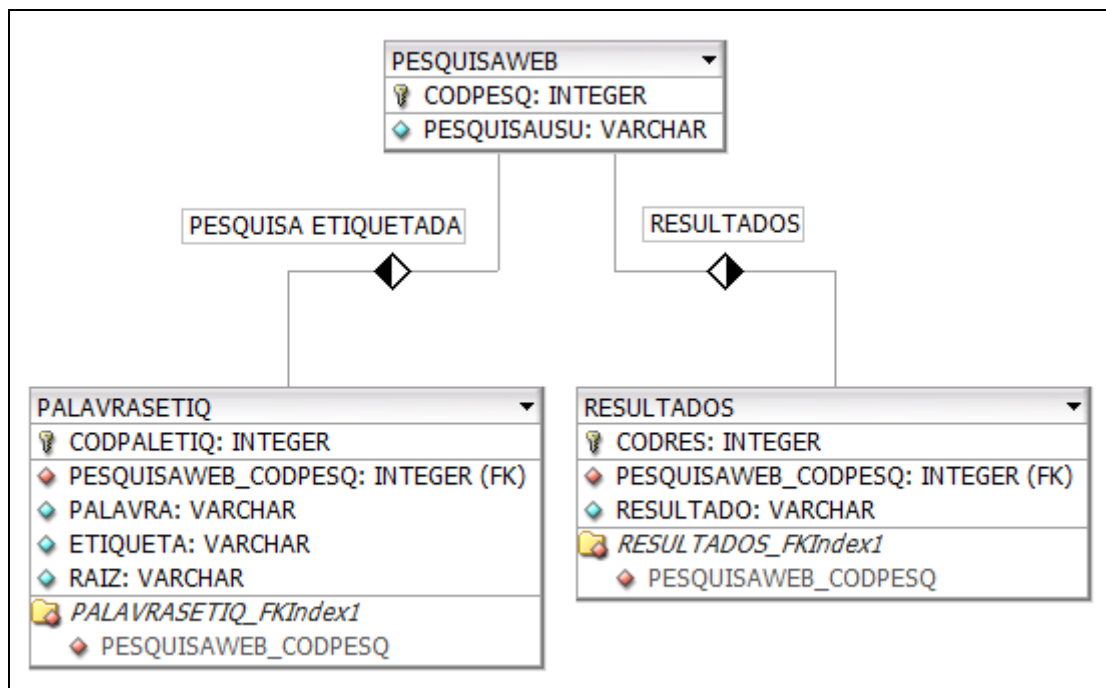 PESQUISAWEB
CODPESQ: INTEGER
PESQUISAUSU: VARCHAR
PESQUISA ETIQUETADA
RESULTADOS
PALAVRASETIQ
CODPALETIQ: INTEGER
PESQUISAWEB_CODPESQ: INTEGER (FK)
PALAVRA: VARCHAR
ETIQUETA: VARCHAR
RAIZ: VARCHAR
PALAVRASETIQ_FKIndex1
PESQUISAWEB_CODPESQ
RESULTADOS
CODRES: INTEGER
PESQUISAWEB_CODPESQ: INTEGER (FK)
RESULTADO: VARCHAR
RESULTADOS_FKIndex1
PESQUISAWEB_CODPESQ